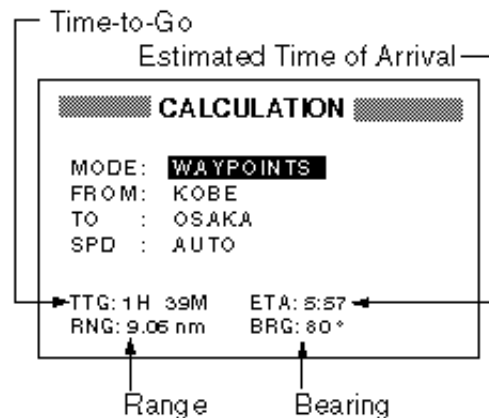 Time-to-Go
Estimated Time of Arrival
CALCULATION
MODE: WAYPOINTS
FROM: KOBE
TO : OSAKA
SPD : AUTO
TTG: 1H 39M ETA: 5:57
RNG: 9.05 nm BRG: 80°
Range Bearing